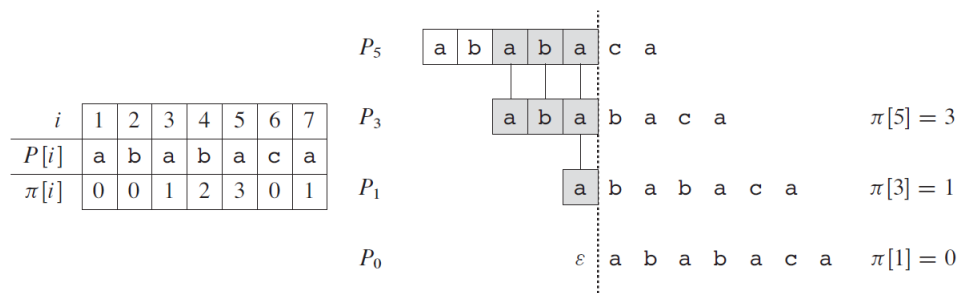 i 1 2 3 4 5 6 7
P[i] a b a b a c a
π[i] 0 0 1 2 3 0 1
P5 a b a b a c a
P3 a b a b a c a π[5] = 3
P1 a b a b a c a π[3] = 1
P0 ε a b a b a c a π[1] = 0